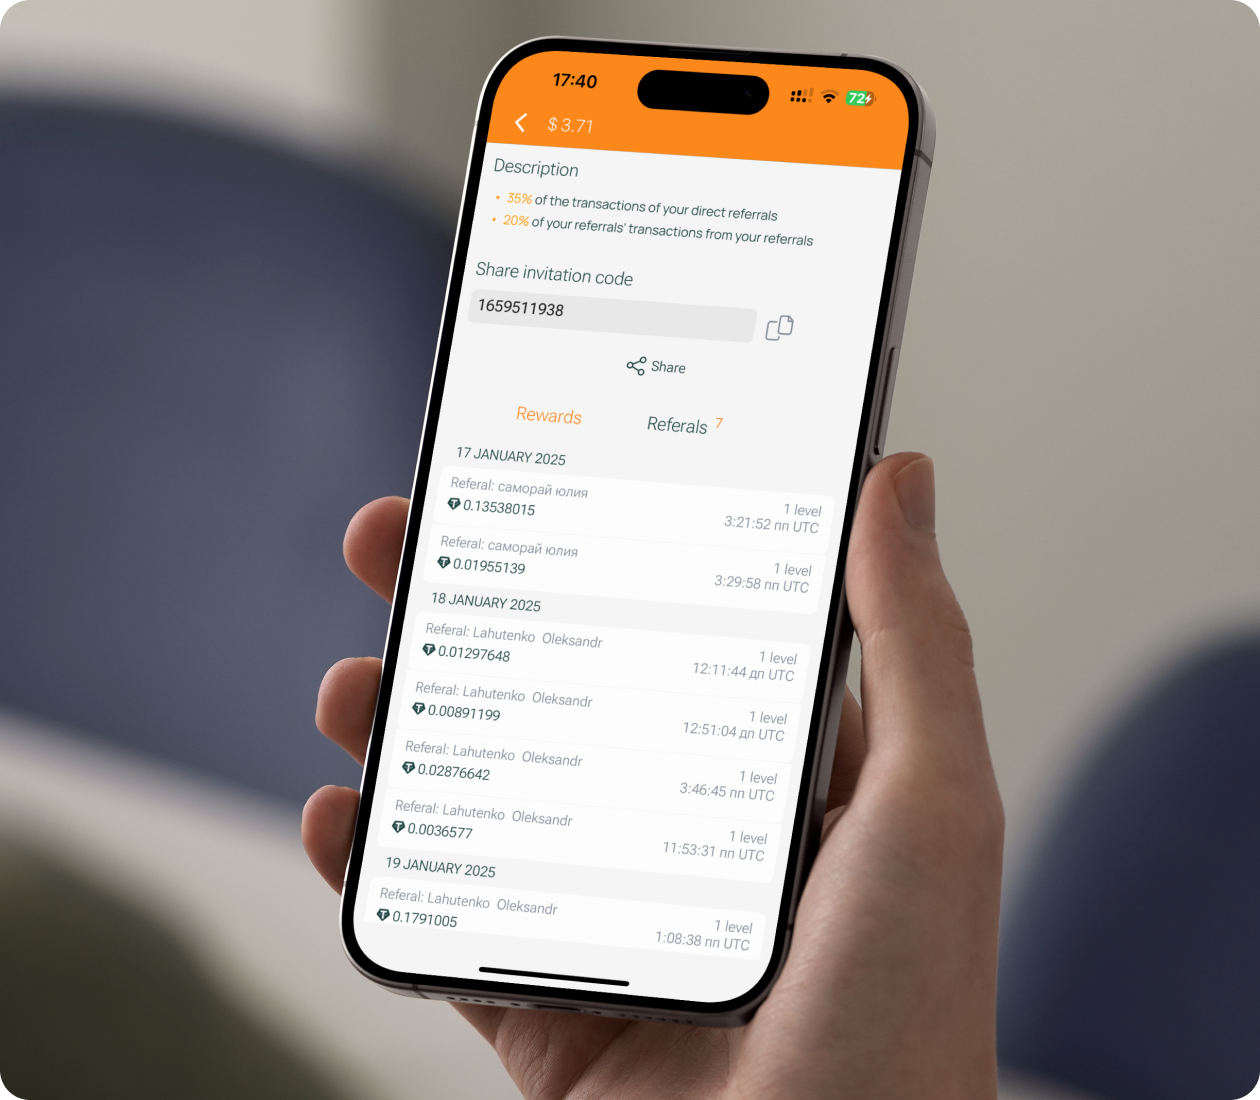 17:40
72
$ 3.71
Description
• 35% of the transactions of your direct referrals
• 20% of your referrals' transactions from your referrals
Share invitation code
1659511938
Share
Rewards Referals 7
17 JANUARY 2025
Referal: саморай юлия
1 level
0.13538015
3:21:52 пп UTC
Referal: саморай юлия
1 level
0.01955139
3:29:58 пп UTC
18 JANUARY 2025
Referal: Lahutenko Oleksandr
1 level
0.01297648
12:11:44 дп UTC
Referal: Lahutenko Oleksandr
1 level
0.00891199
12:51:04 дп UTC
Referal: Lahutenko Oleksandr
1 level
0.02876642
3:46:45 пп UTC
Referal: Lahutenko Oleksandr
1 level
0.0036577
11:53:31 пп UTC
19 JANUARY 2025
Referal: Lahutenko Oleksandr
1 level
0.1791005
1:08:38 пп UTC